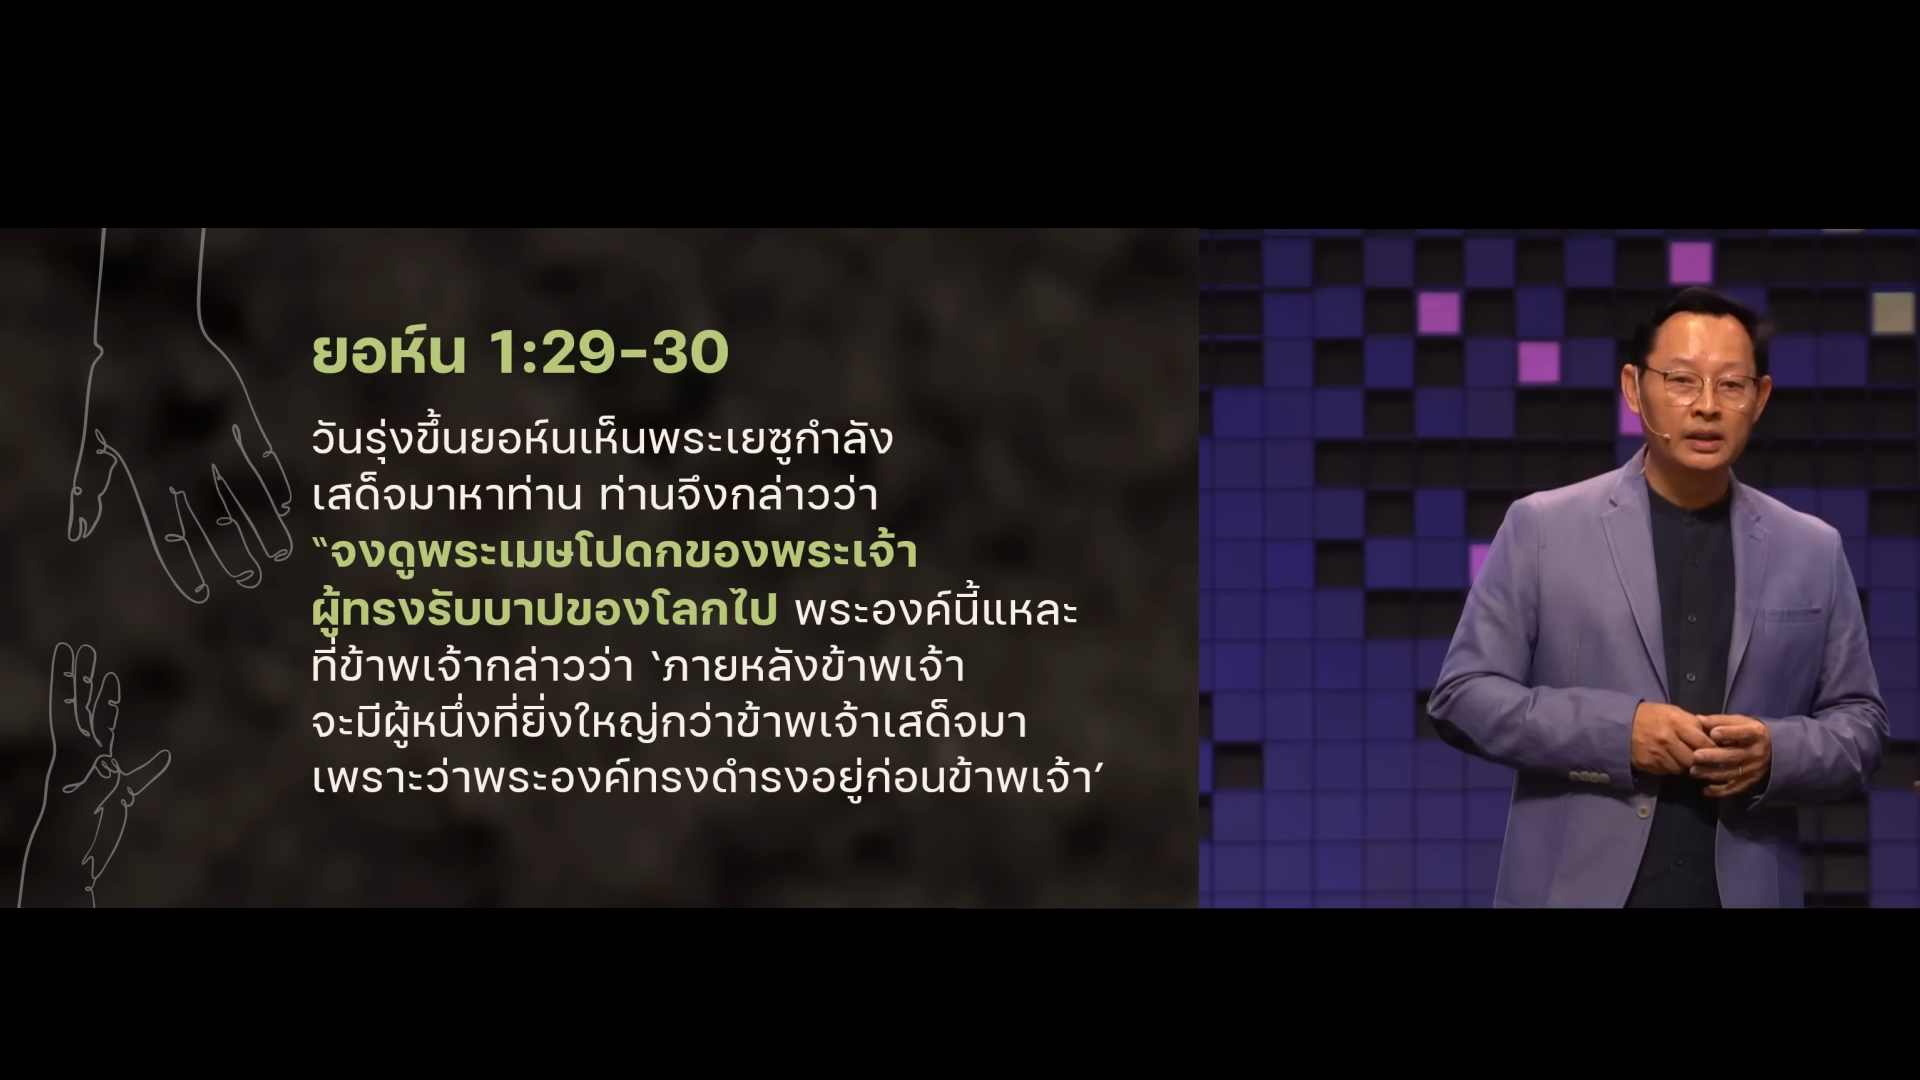 ยอห์น 1:29-30
วันรุ่งขึ้นยอห์นเห็นพระเยซูกำลัง
เสด็จมาหาท่าน ท่านจึงกล่าวว่า
“จงดูพระเมษโปดกของพระเจ้า
ผู้ทรงรับบาปของโลกไป พระองค์นี้แหละ
ที่ข้าพเจ้ากล่าวว่า ‘ภายหลังข้าพเจ้า
จะมีผู้หนึ่งที่ยิ่งใหญ่กว่าข้าพเจ้าเสด็จมา
เพราะว่าพระองค์ทรงดำรงอยู่ก่อนข้าพเจ้า’